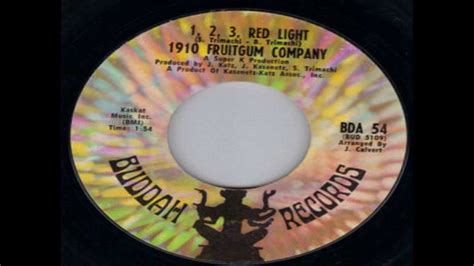 1, 2, 3, RED LIGHT
(S. Trimachi - B. Trimachi)
1910 FRUITGUM COMPANY
A Super K Production
Produced by J. Katz, J. Kasenetz, S. Trimachi
A Product Of Kasenetz-Katz Assoc., Inc.
Kaskat
Music Inc.
(BMI)
Time: 1:54
BDA 54
(BUD 5109)
Arranged By
J. Calvert
BUDDAH RECORDS